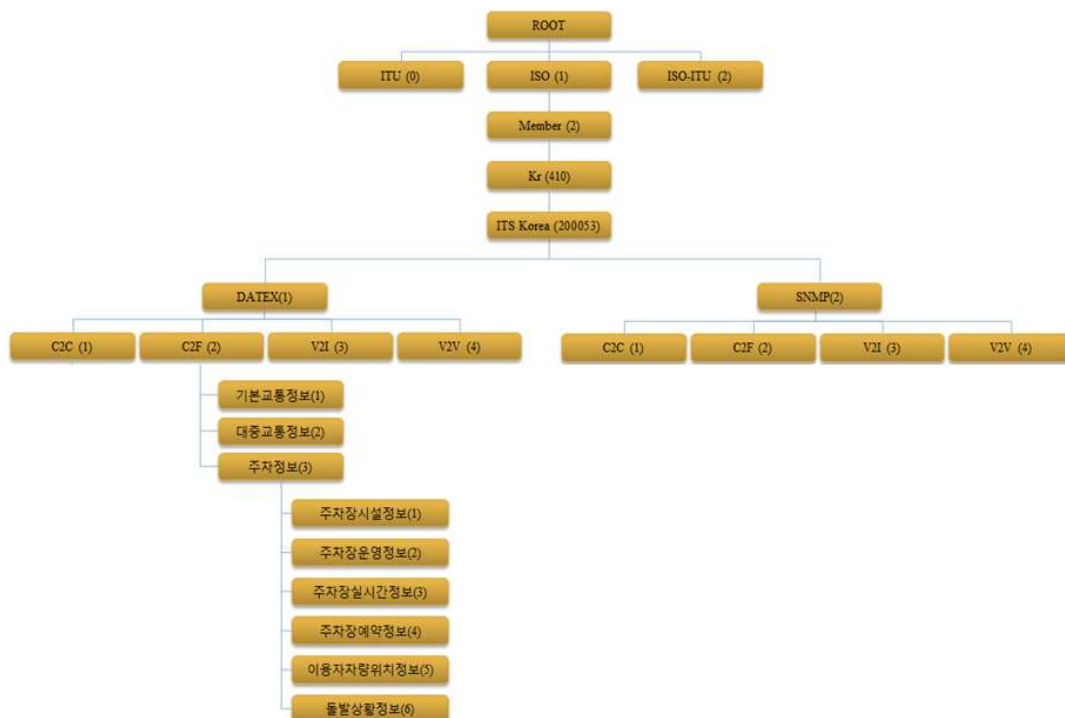 ROOT
ITU (0)
ISO (1)
ISO-ITU (2)
Member (2)
Kr (410)
ITS Korea (200053)
DATEX(1)
SNMP(2)
C2C (1)
C2F (2)
V2I (3)
V2V (4)
C2C (1)
C2F (2)
V2I (3)
V2V (4)
기본교통정보(1)
대중교통정보(2)
주차정보(3)
주차장시설정보(1)
주차장운영정보(2)
주차장실시간정보(3)
주차장예약정보(4)
이용자차량위치정보(5)
돌발상황정보(6)